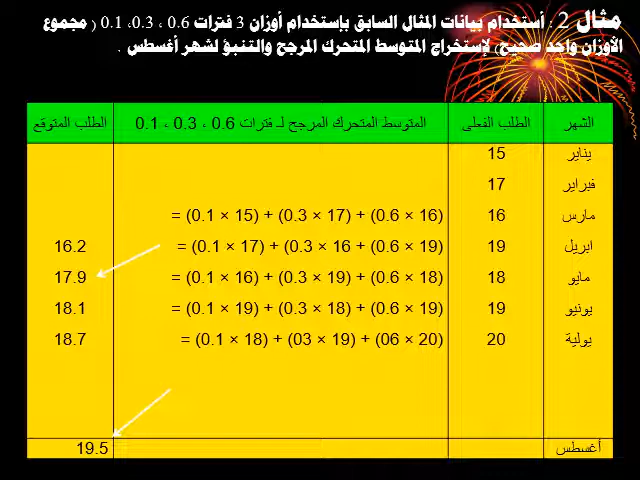 مثال 2 : أستخدام بيانات المثال السابق بإستخدام أوزان 3 فترات 0.6 ، 0.3، 0.1 ( مجموع
الأوزان واحد صحيح) لإستخراج المتوسط المتحرك المرجح والتنبؤ لشهر أغسطس .
الشهر الطلب الفعلى المتوسط المتحرك المرجح لـ فترات 0.6 ، 0.3 ، 0.1 الطلب المتوقع
يناير 15
فبراير 17
مارس 16 = (0.1 × 15) + (0.3 × 17) + (0.6 × 16)
ابريل 19 = (0.1 × 17) + (0.3 × 16 + (0.6 × 19) 16.2
مايو 18 = (0.1 × 16) + (0.3 × 19) + (0.6 × 18) 17.9
يونيو 19 = (0.1 × 19) + (0.3 × 18) + (0.6 × 19) 18.1
يولية 20 = (0.1 × 18) + (03 × 19) + (06 × 20) 18.7
أغسطس 19.5